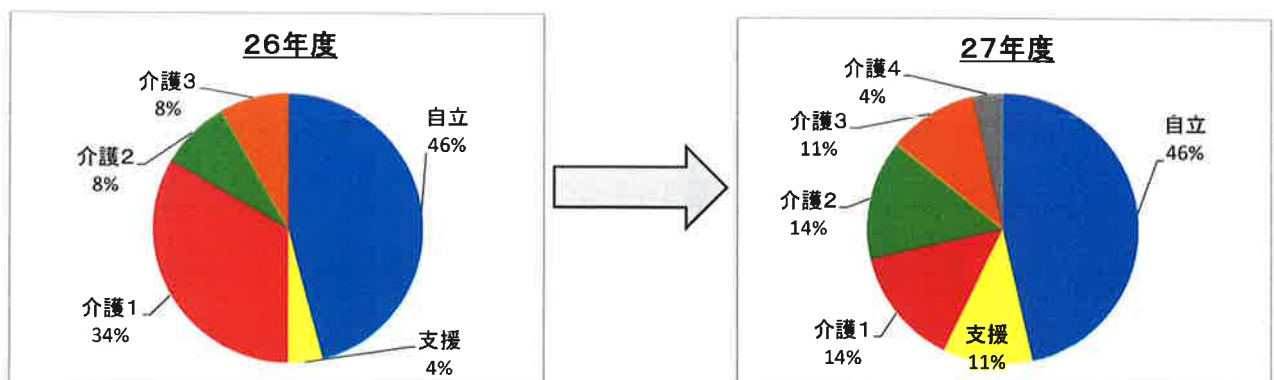 26年度
介護3
8%
自立
46%
介護2
8%
介護1
34%
支援
4%
27年度
介護4
4%
介護3
11%
自立
46%
介護2
14%
介護1
14%
支援
11%